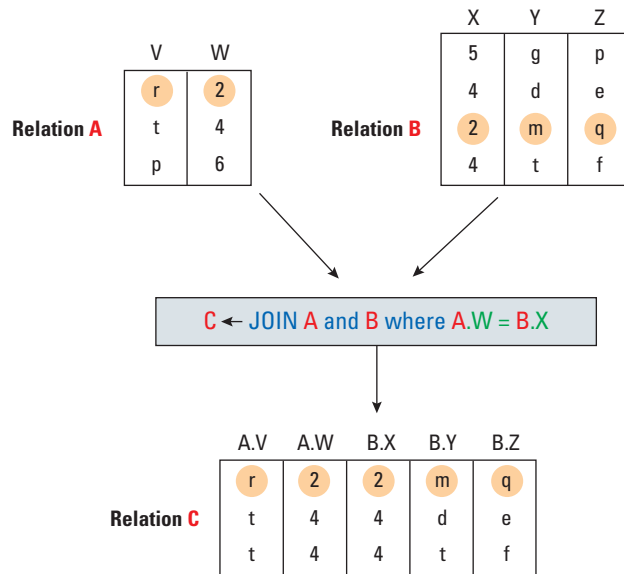 V W
r 2
Relation A t 4
p 6
X Y Z
5 g p
4 d e
Relation B 2 m q
4 t f
C ← JOIN A and B where A.W = B.X
A.V A.W B.X B.Y B.Z
r 2 2 m q
Relation C t 4 4 d e
t 4 4 t f